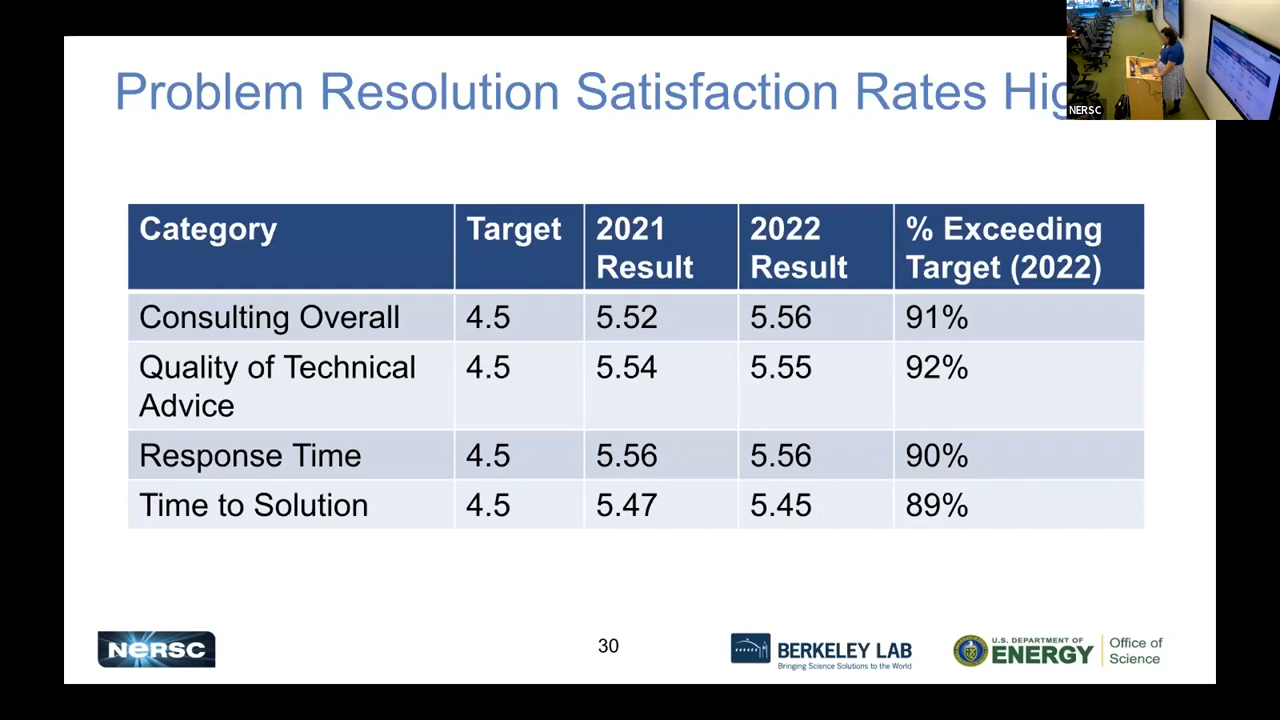 Problem Resolution Satisfaction Rates Hig
NERSC
Category Target 2021 Result 2022 Result % Exceeding Target (2022)
Consulting Overall 4.5 5.52 5.56 91%
Quality of Technical Advice 4.5 5.54 5.55 92%
Response Time 4.5 5.56 5.56 90%
Time to Solution 4.5 5.47 5.45 89%
NERSC
30
BERKELEY LAB
Bringing Science Solutions to the World
U.S. DEPARTMENT OF
ENERGY
Office of
Science